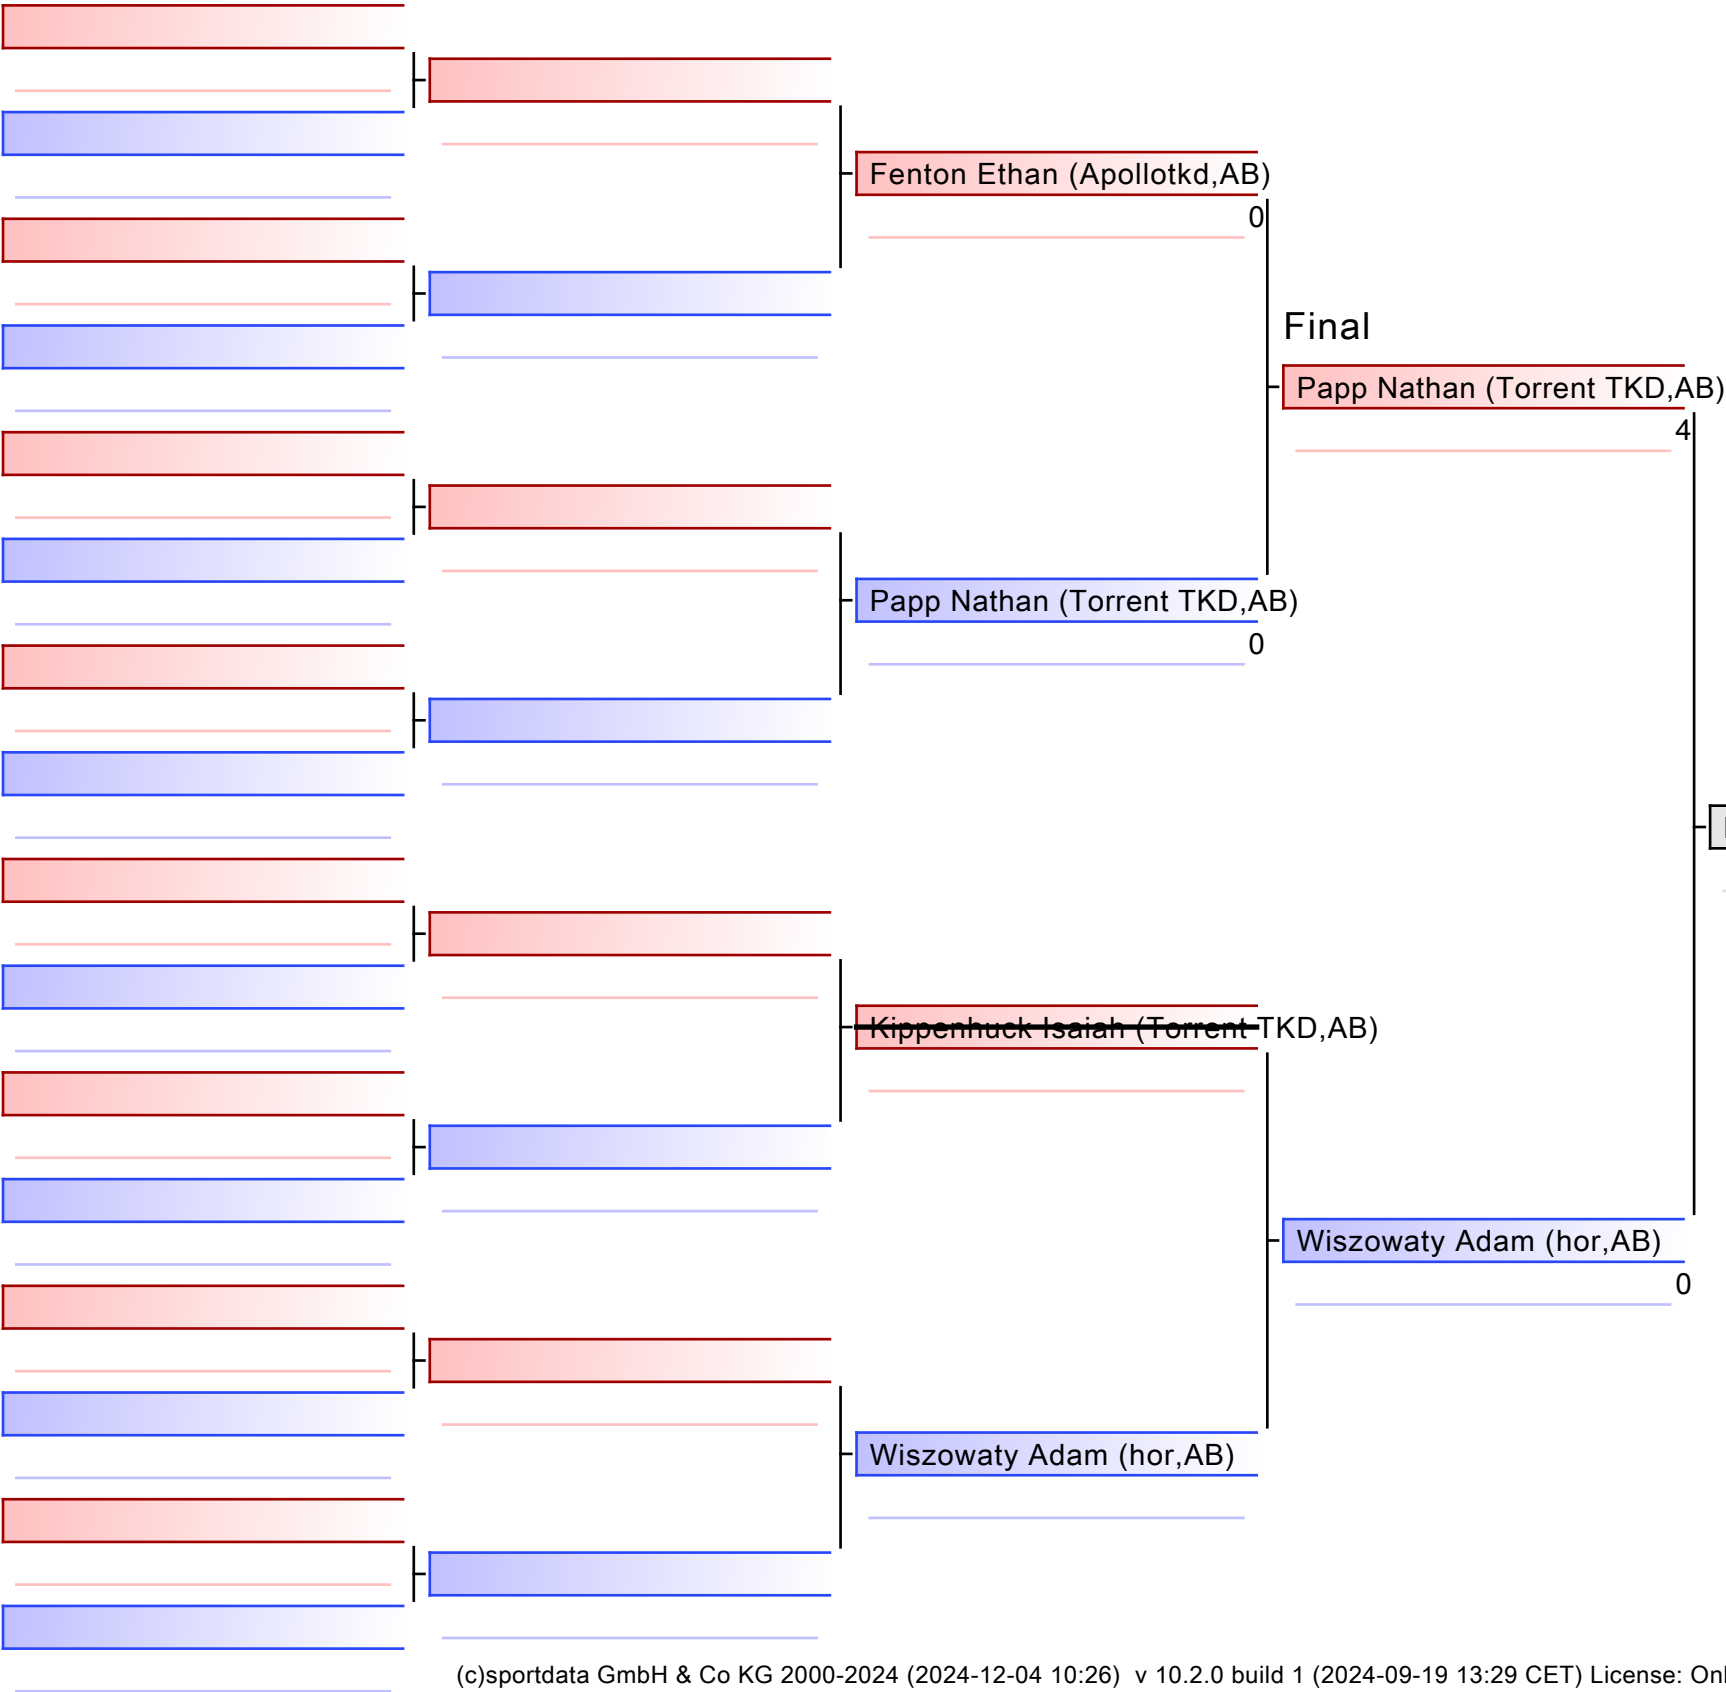 Fenton Ethan (Apollotkd,AB)
0
Final
Papp Nathan (Torrent TKD,AB)
4
Papp Nathan (Torrent TKD,AB)
0
Kippenhuck Isaiah (Torrent TKD,AB)
Wiszowaty Adam (hor,AB)
0
Wiszowaty Adam (hor,AB)
(c)sportdata GmbH & Co KG 2000-2024 (2024-12-04 10:26) v 10.2.0 build 1 (2024-09-19 13:29 CET) License: